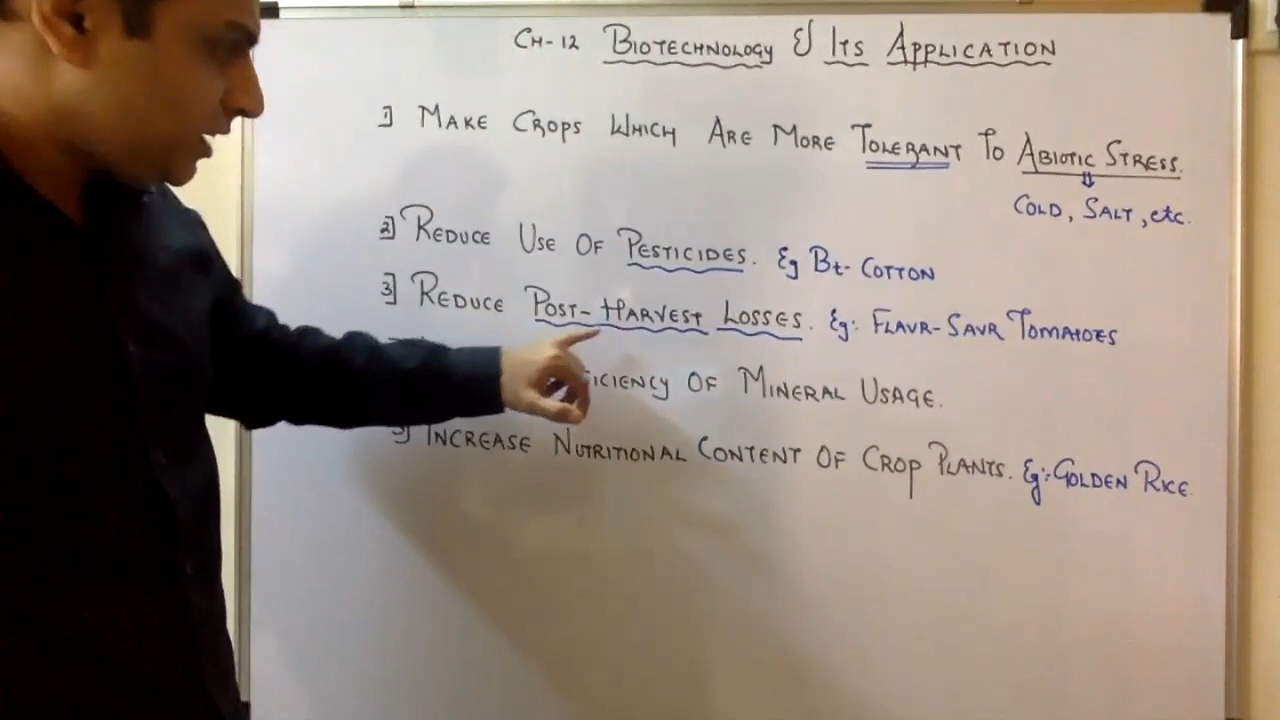 CH-12 BIOTECHNOLOGY & ITS APPLICATION
1] MAKE CROPS WHICH ARE MORE TOLERANT TO ABIOTIC STRESS.
COLD, SALT, etc.
2] REDUCE USE OF PESTICIDES. Eg Bt- COTTON
3] REDUCE POST-HARVEST LOSSES. Eg:- FLAVR-SAVR TOMATOES
OF MINERAL USAGE.
5] INCREASE NUTRITIONAL CONTENT OF CROP PLANTS. Eg:- GOLDEN RICE.